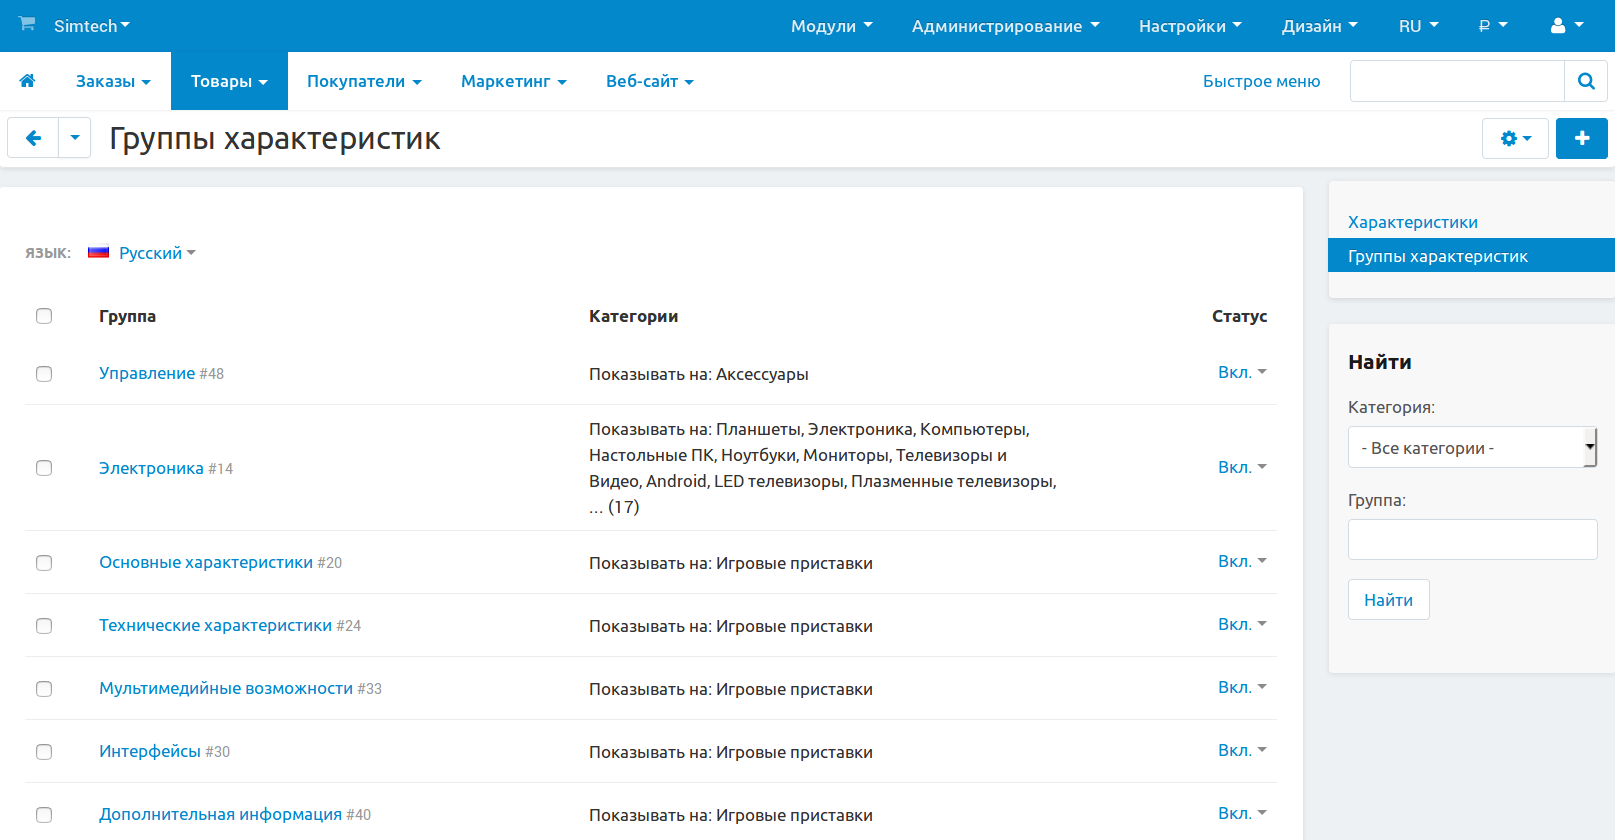 Simtech Модули Администрирование Настройки Дизайн RU ₽
Заказы Товары Покупатели Маркетинг Веб-сайт Быстрое меню
Группы характеристик
Характеристики
Группы характеристик
ЯЗЫК: Русский
Группа Категории Статус
Управление #48 Показывать на: Аксессуары Вкл.
Электроника #14 Показывать на: Планшеты, Электроника, Компьютеры, Вкл.
Настольные ПК, Ноутбуки, Мониторы, Телевизоры и
Видео, Android, LED телевизоры, Плазменные телевизоры,
... (17)
Основные характеристики #20 Показывать на: Игровые приставки Вкл.
Технические характеристики #24 Показывать на: Игровые приставки Вкл.
Мультимедийные возможности #33 Показывать на: Игровые приставки Вкл.
Интерфейсы #30 Показывать на: Игровые приставки Вкл.
Дополнительная информация #40 Показывать на: Игровые приставки Вкл.
Найти
Категория:
- Все категории -
Группа:
Найти